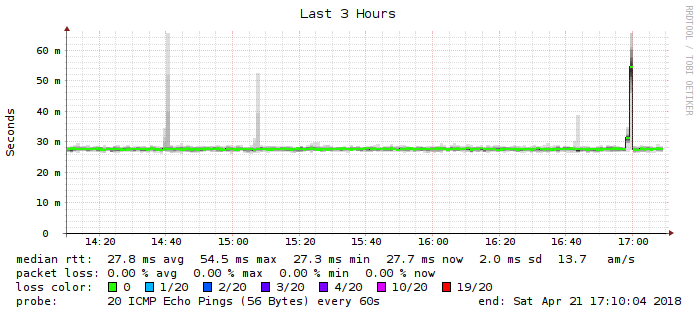 Last 3 Hours
RRDTOOL / TOBI OETIKER
Seconds
60 m
50 m
40 m
30 m
20 m
10 m
0
14:20 14:40 15:00 15:20 15:40 16:00 16:20 16:40 17:00
median rtt: 27.8 ms avg 54.5 ms max 27.3 ms min 27.7 ms now 2.0 ms sd 13.7 am/s
packet loss: 0.00 % avg 0.00 % max 0.00 % min 0.00 % now
loss color: 0 1/20 2/20 3/20 4/20 10/20 19/20
probe: 20 ICMP Echo Pings (56 Bytes) every 60s end: Sat Apr 21 17:10:04 2018